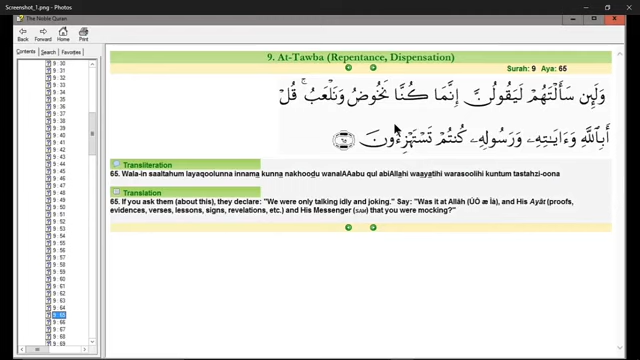 Screenshot_1.png - Photos
The Noble Quran
Back Forward Home Print
Contents Search Favorites
9. At-Tawba (Repentance, Dispensation)
Surah: 9 Aya: 65
وَلَئِن سَأَلْتَهُمْ لَيَقُولُنَّ إِنَّمَا كُنَّا نَخُوضُ وَنَلْعَبُ ۚ قُلْ
أَبِاللَّهِ وَءَايَـٰتِهِۦ وَرَسُولِهِۦ كُنتُمْ تَسْتَهْزِءُونَ ﴿٦٥﴾
Transliteration
65. Wala-in saaltahum layaqoolunna innama kunna nakhoodu wanalAAabu qul abiAllahi waayatihi warasoolihi kuntum tastahzi-oona
Translation
65. If you ask them (about this), they declare: "We were only talking idly and joking." Say: "Was it at Allâh (ÚÒ æ Ìá), and His Ayât (proofs,
evidences, verses, lessons, signs, revelations, etc.) and His Messenger (SAW) that you were mocking?"
9 : 30
9 : 31
9 : 32
9 : 33
9 : 34
9 : 35
9 : 36
9 : 37
9 : 38
9 : 39
9 : 40
9 : 41
9 : 42
9 : 43
9 : 44
9 : 45
9 : 46
9 : 47
9 : 48
9 : 49
9 : 50
9 : 51
9 : 52
9 : 53
9 : 54
9 : 55
9 : 56
9 : 57
9 : 58
9 : 59
9 : 60
9 : 61
9 : 62
9 : 63
9 : 64
9 : 65
9 : 66
9 : 67
9 : 68
9 : 69